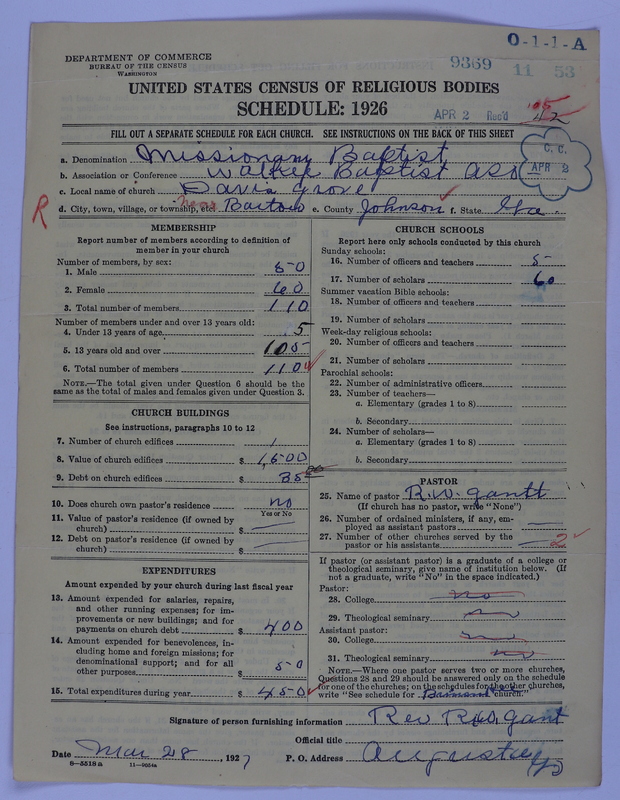 O-1-1-A
DEPARTMENT OF COMMERCE
BUREAU OF THE CENSUS
WASHINGTON
9369 11 53
UNITED STATES CENSUS OF RELIGIOUS BODIES
SCHEDULE: 1926
APR 2 Rec'd
FILL OUT A SEPARATE SCHEDULE FOR EACH CHURCH. SEE INSTRUCTIONS ON THE BACK OF THIS SHEET
C. C.
APR 2
a. Denomination Missionary Baptist
b. Association or Conference Walker Baptist Asso
c. Local name of church Davis Grove
R d. City, town, village, or township, etc. near Bartow e. County Johnson f. State Ga.
MEMBERSHIP
Report number of members according to definition of
member in your church
Number of members, by sex:
1. Male 50
2. Female 60
3. Total number of members 110
Number of members under and over 13 years old:
4. Under 13 years of age 5
5. 13 years old and over 105
6. Total number of members 110
NOTE.—The total given under Question 6 should be the
same as the total of males and females given under Question 3.
CHURCH BUILDINGS
See instructions, paragraphs 10 to 12
7. Number of church edifices 1
8. Value of church edifices $ 1,500
9. Debt on church edifices $ 35 00
10. Does church own pastor's residence no
Yes or No
11. Value of pastor's residence (if owned by
church) $
12. Debt on pastor's residence (if owned by
church) $
EXPENDITURES
Amount expended by your church during last fiscal year
13. Amount expended for salaries, repairs,
and other running expenses; for im-
provements or new buildings; and for
payments on church debt $ 400
14. Amount expended for benevolences, in-
cluding home and foreign missions; for
denominational support; and for all
other purposes $ 50
15. Total expenditures during year $ 450
CHURCH SCHOOLS
Report here only schools conducted by this church
Sunday schools:
16. Number of officers and teachers 5
17. Number of scholars 60
Summer vacation Bible schools:
18. Number of officers and teachers
19. Number of scholars
Week-day religious schools:
20. Number of officers and teachers
21. Number of scholars
Parochial schools:
22. Number of administrative officers
23. Number of teachers—
a. Elementary (grades 1 to 8)
b. Secondary
24. Number of scholars—
a. Elementary (grades 1 to 8)
b. Secondary
PASTOR
25. Name of pastor R.W. Gantt
(If church has no pastor, write "None")
26. Number of ordained ministers, if any, em-
ployed as assistant pastors
27. Number of other churches served by the
pastor or his assistants 2
If pastor (or assistant pastor) is a graduate of a college or
theological seminary, give name of institution below. (If
not a graduate, write "No" in the space indicated.)
Pastor:
28. College no
29. Theological seminary no
Assistant pastor:
30. College no
31. Theological seminary no
NOTE.—Where one pastor serves two or more churches,
Questions 28 and 29 should be answered only on the schedule
for one of the churches; on the schedules for the other churches,
write "See schedule for church."
Signature of person furnishing information Rev R.W. Gant
Official title
Date Mar 28, 1927 P. O. Address Augusta Ga
8—5518a 11—9054a